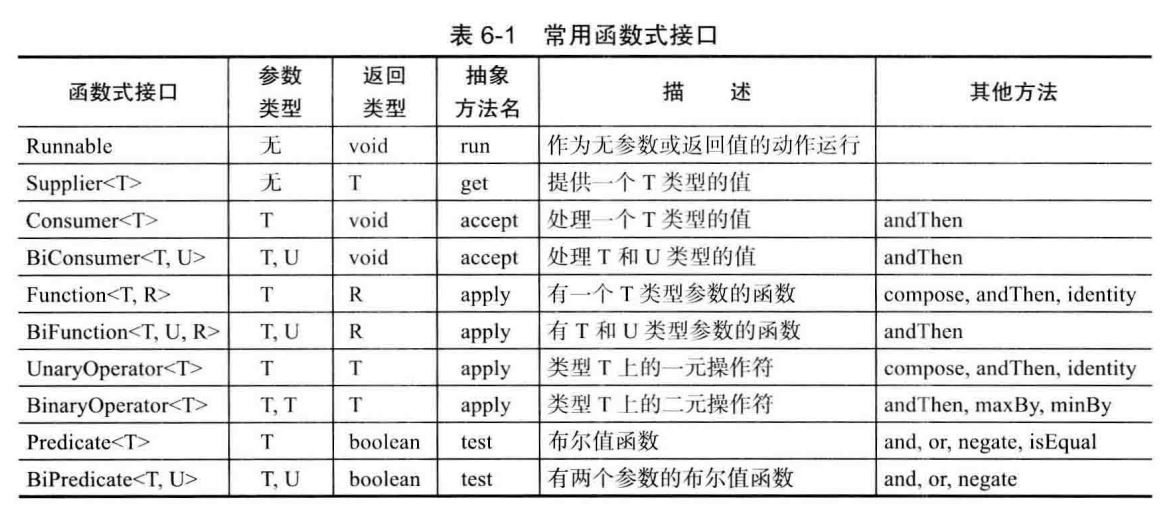 表 6-1 常用函数式接口
函数式接口 参数类型 返回类型 抽象方法名 描 述 其他方法
Runnable 无 void run 作为无参数或返回值的动作运行
Supplier<T> 无 T get 提供一个 T 类型的值
Consumer<T> T void accept 处理一个 T 类型的值 andThen
BiConsumer<T, U> T, U void accept 处理 T 和 U 类型的值 andThen
Function<T, R> T R apply 有一个 T 类型参数的函数 compose, andThen, identity
BiFunction<T, U, R> T, U R apply 有 T 和 U 类型参数的函数 andThen
UnaryOperator<T> T T apply 类型 T 上的一元操作符 compose, andThen, identity
BinaryOperator<T> T, T T apply 类型 T 上的二元操作符 andThen, maxBy, minBy
Predicate<T> T boolean test 布尔值函数 and, or, negate, isEqual
BiPredicate<T, U> T, U boolean test 有两个参数的布尔值函数 and, or, negate